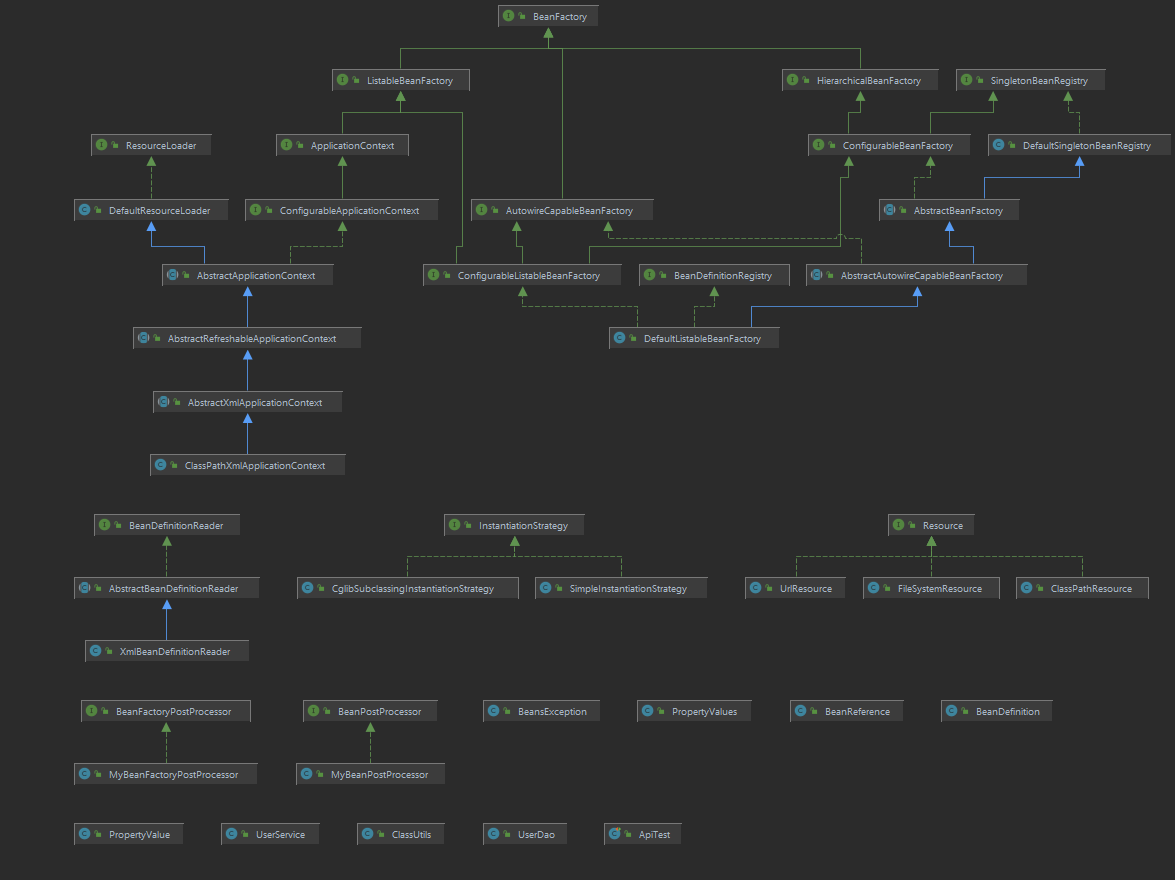 BeanFactory
ListableBeanFactory
HierarchicalBeanFactory
SingletonBeanRegistry
ResourceLoader
ApplicationContext
ConfigurableBeanFactory
DefaultSingletonBeanRegistry
DefaultResourceLoader
ConfigurableApplicationContext
AutowireCapableBeanFactory
AbstractBeanFactory
AbstractApplicationContext
ConfigurableListableBeanFactory
BeanDefinitionRegistry
AbstractAutowireCapableBeanFactory
AbstractRefreshableApplicationContext
DefaultListableBeanFactory
AbstractXmlApplicationContext
ClassPathXmlApplicationContext
BeanDefinitionReader
InstantiationStrategy
Resource
AbstractBeanDefinitionReader
CglibSubclassingInstantiationStrategy
SimpleInstantiationStrategy
UrlResource
FileSystemResource
ClassPathResource
XmlBeanDefinitionReader
BeanFactoryPostProcessor
BeanPostProcessor
BeansException
PropertyValues
BeanReference
BeanDefinition
MyBeanFactoryPostProcessor
MyBeanPostProcessor
PropertyValue
UserService
ClassUtils
UserDao
ApiTest